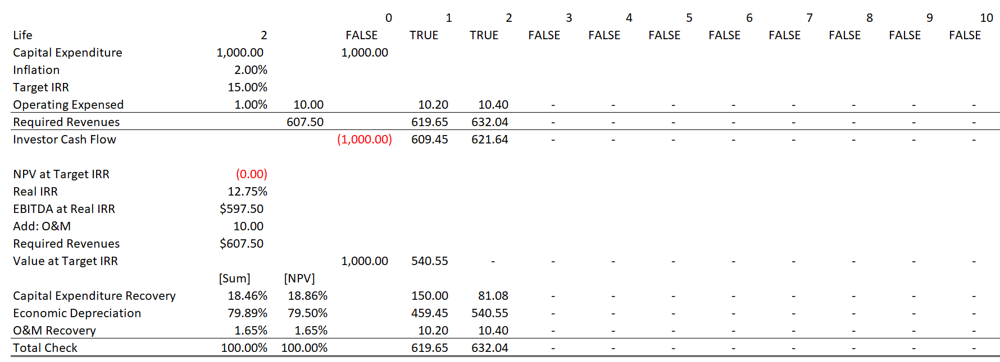 0 1 2 3 4 5 6 7 8 9 10
Life 2 FALSE TRUE TRUE FALSE FALSE FALSE FALSE FALSE FALSE FALSE FALSE
Capital Expenditure 1,000.00 1,000.00
Inflation 2.00%
Target IRR 15.00%
Operating Expensed 1.00% 10.00 10.20 10.40 - - - - - - - -
Required Revenues 607.50 619.65 632.04 - - - - - - - -
Investor Cash Flow (1,000.00) 609.45 621.64 - - - - - - - -
NPV at Target IRR (0.00)
Real IRR 12.75%
EBITDA at Real IRR $597.50
Add: O&M 10.00
Required Revenues $607.50
Value at Target IRR 1,000.00 540.55 - - - - - - - - -
[Sum] [NPV]
Capital Expenditure Recovery 18.46% 18.86% 150.00 81.08 - - - - - - - -
Economic Depreciation 79.89% 79.50% 459.45 540.55 - - - - - - - -
O&M Recovery 1.65% 1.65% 10.20 10.40 - - - - - - - -
Total Check 100.00% 100.00% 619.65 632.04 - - - - - - - -